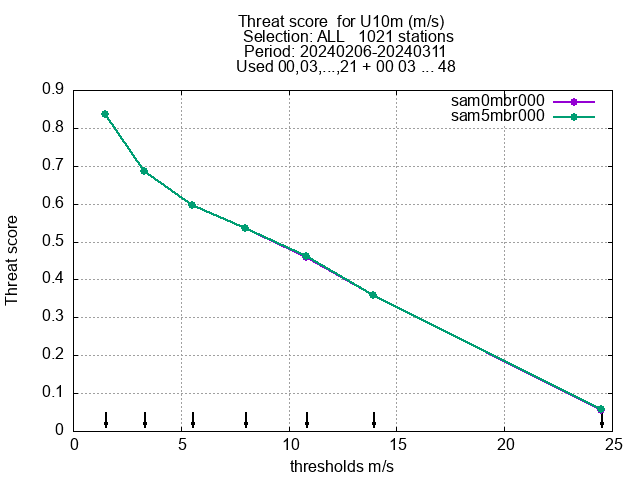 Threat score  for U10m (m/s)
Selection: ALL   1021 stations
Period: 20240206-20240311
Used 00,03,...,21 + 00 03 ... 48
sam0mbr000
sam5mbr000
0.9
0.8
0.7
0.6
0.5
0.4
0.3
0.2
0.1
0
Threat score
0 5 10 15 20 25
thresholds m/s